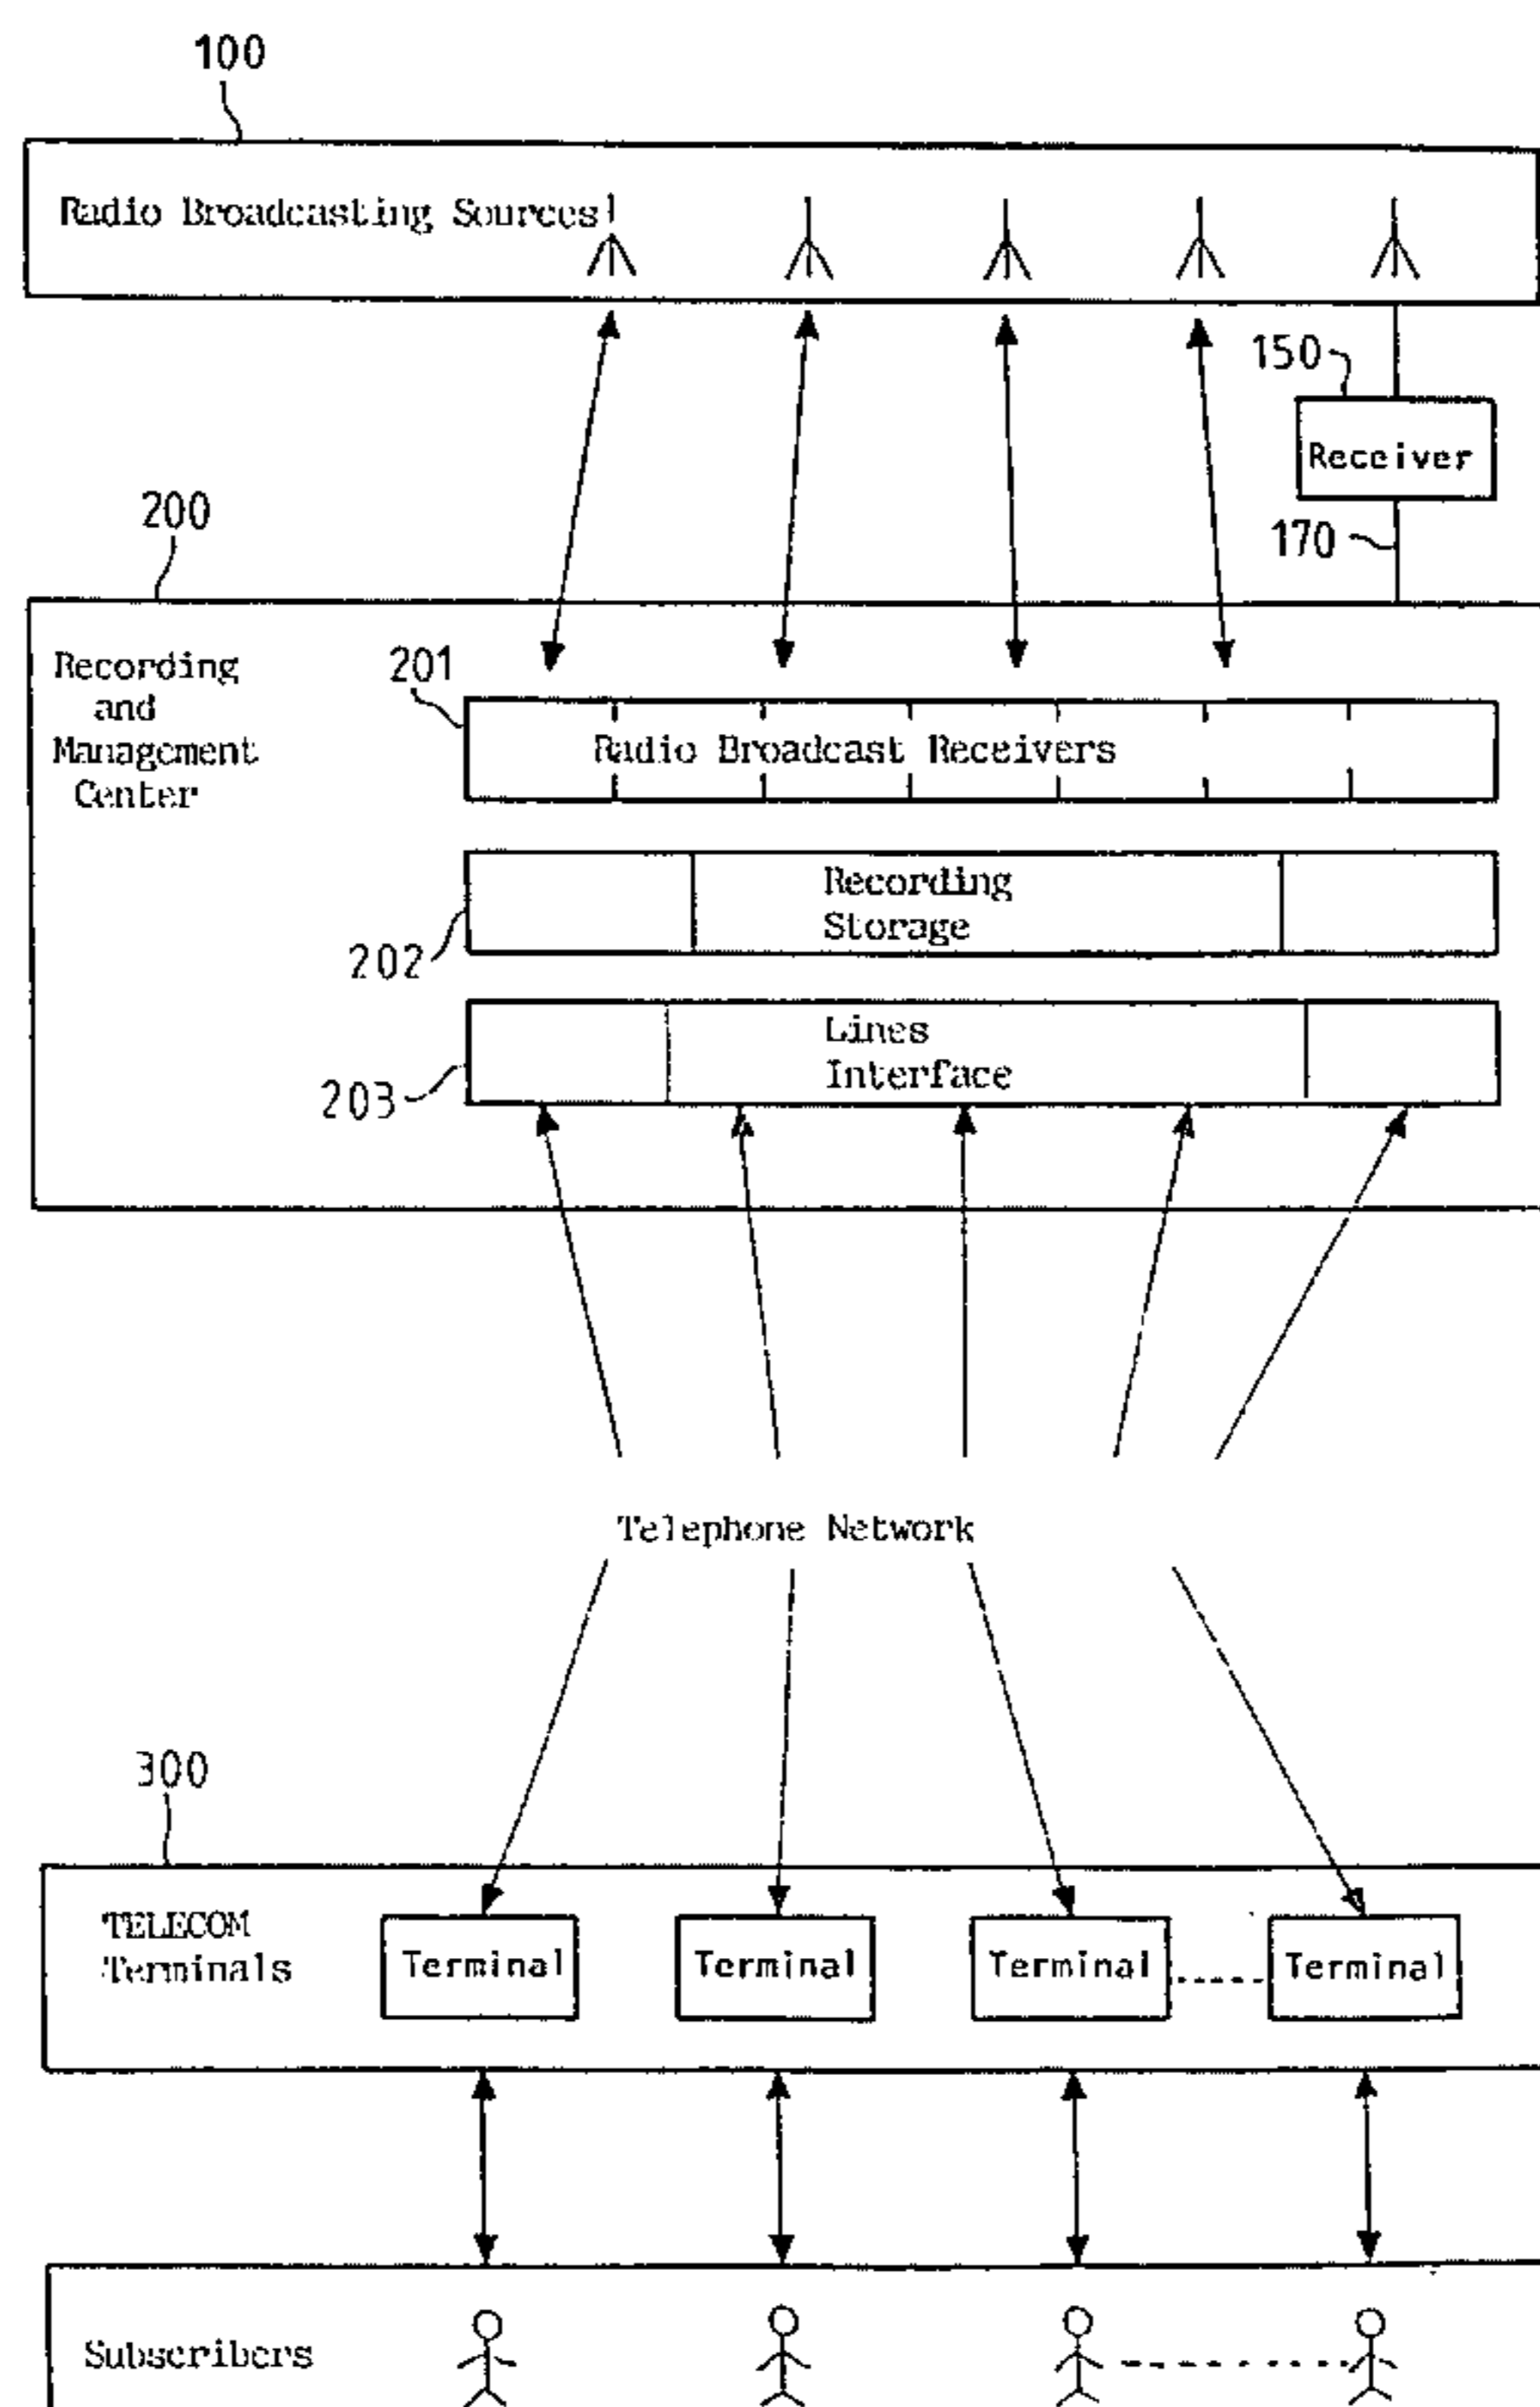 100
Radio Broadcasting Sources
150
Receiver
170
200
Recording
and
Management
Center
201
Radio Broadcast Receivers
202
Recording
Storage
203
Lines
Interface
Telephone Network
300
TELECOM
Terminals
Terminal
Terminal
Terminal
Terminal
Subscribers